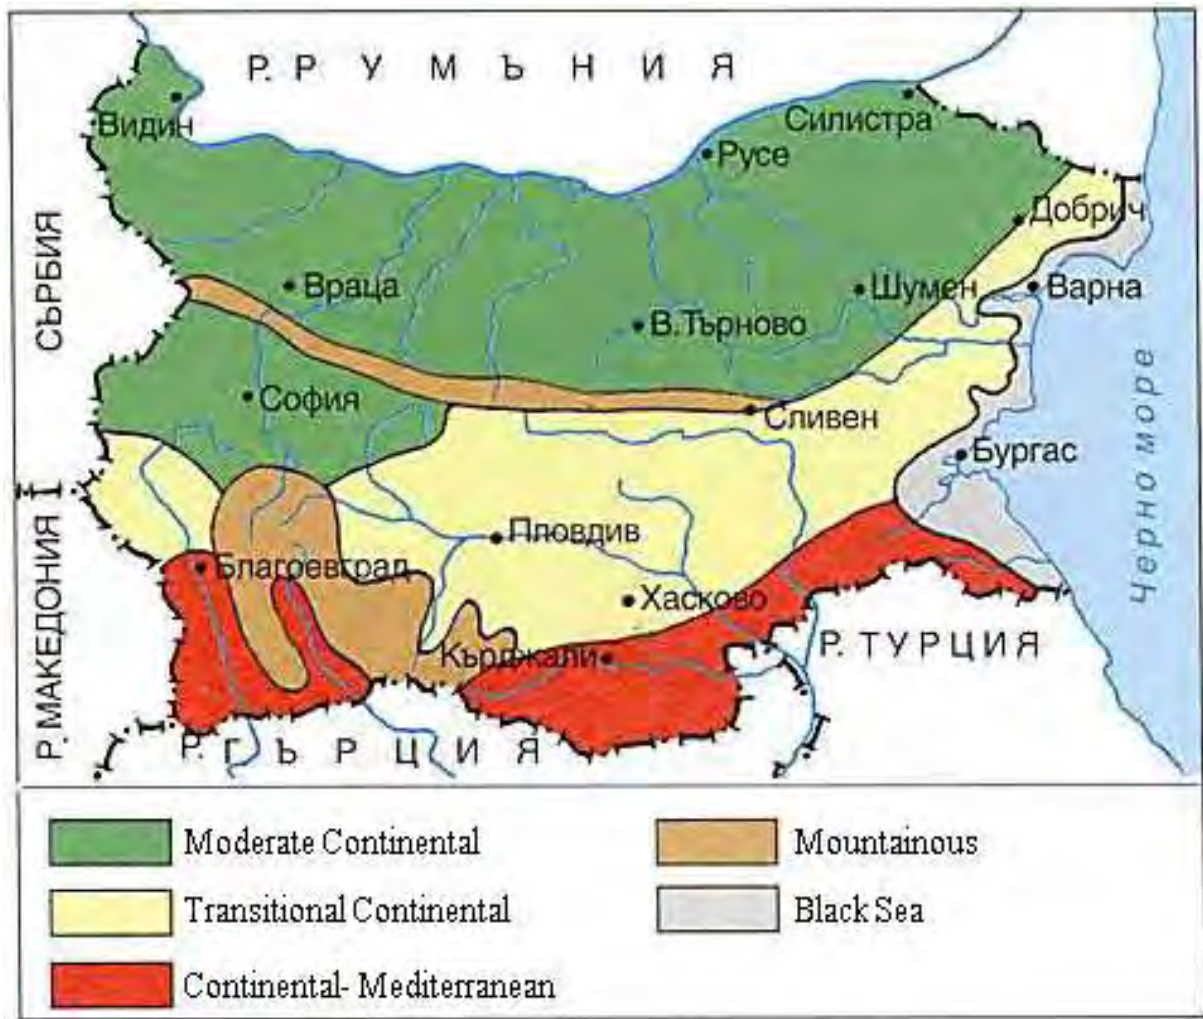 Р. Р У М Ъ Н И Я
Видин
Силистра
Русе
СЪРБИЯ
Добрич
Враца
Шумен
Варна
В.Търново
София
Сливен
Черно море
Бургас
Р.МАКЕДОНИЯ
Пловдив
Благоевград
Хасково
Кърджали
Р. ТУРЦИЯ
Р. Г Ъ Р Ц И Я
Moderate Continental
Mountainous
Transitional Continental
Black Sea
Continental- Mediterranean